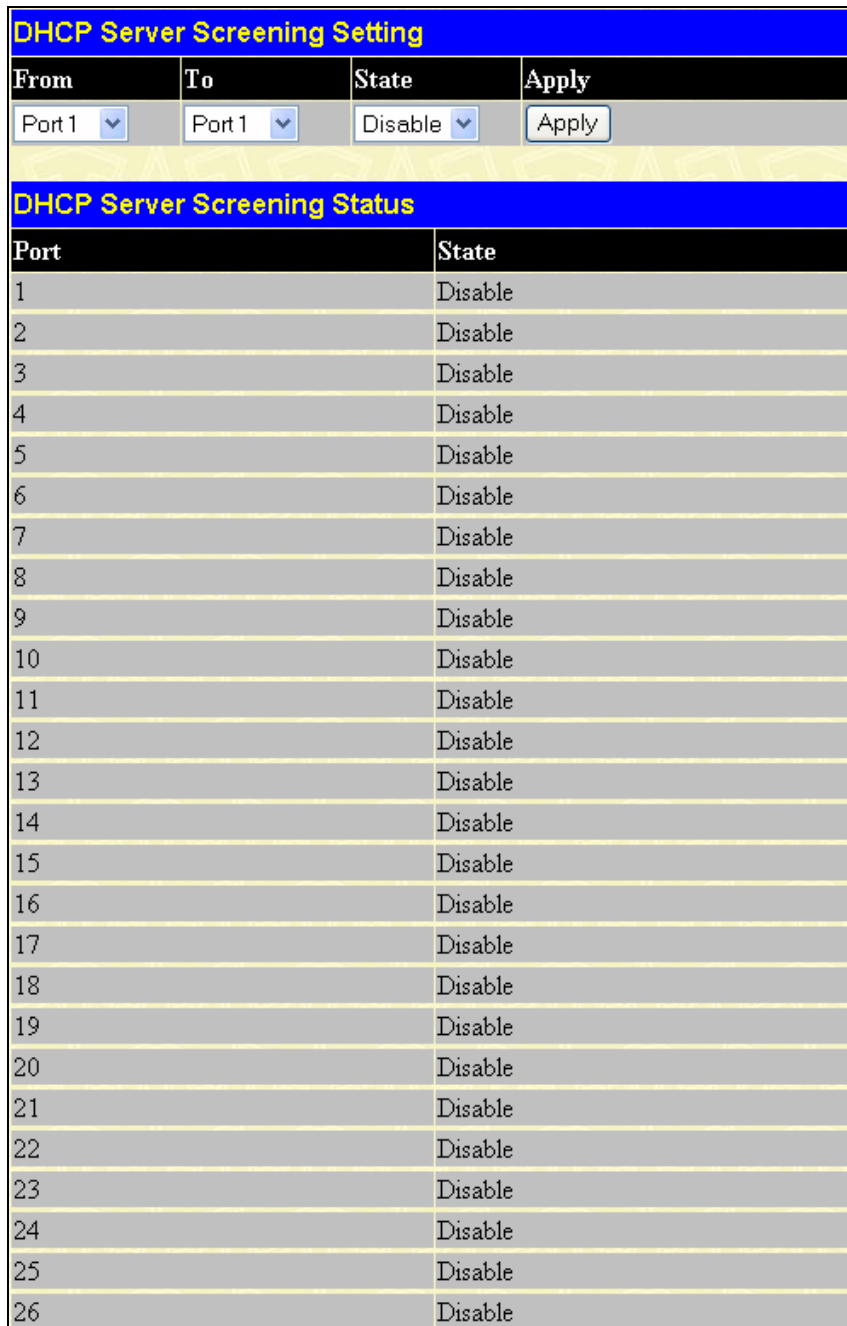 DHCP Server Screening Setting
From To State Apply
Port 1 Port 1 Disable Apply
DHCP Server Screening Status
Port State
1 Disable
2 Disable
3 Disable
4 Disable
5 Disable
6 Disable
7 Disable
8 Disable
9 Disable
10 Disable
11 Disable
12 Disable
13 Disable
14 Disable
15 Disable
16 Disable
17 Disable
18 Disable
19 Disable
20 Disable
21 Disable
22 Disable
23 Disable
24 Disable
25 Disable
26 Disable